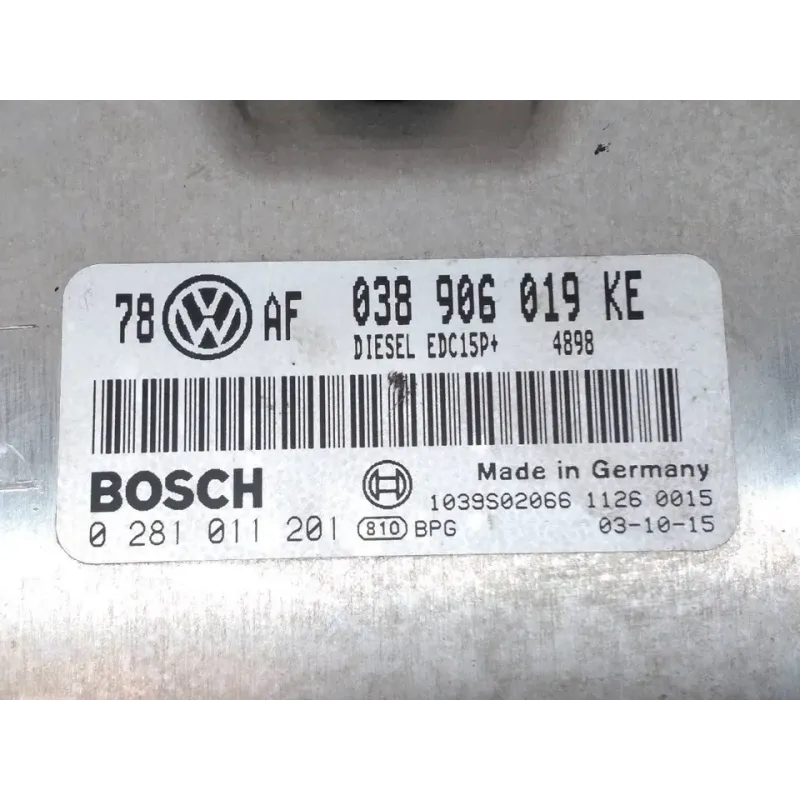 78 VW AF 038 906 019 KE
DIESEL EDC15P+ 4898
BOSCH Made in Germany
1039S02066 1126 0015
0 281 011 201 810 BPG 03-10-15